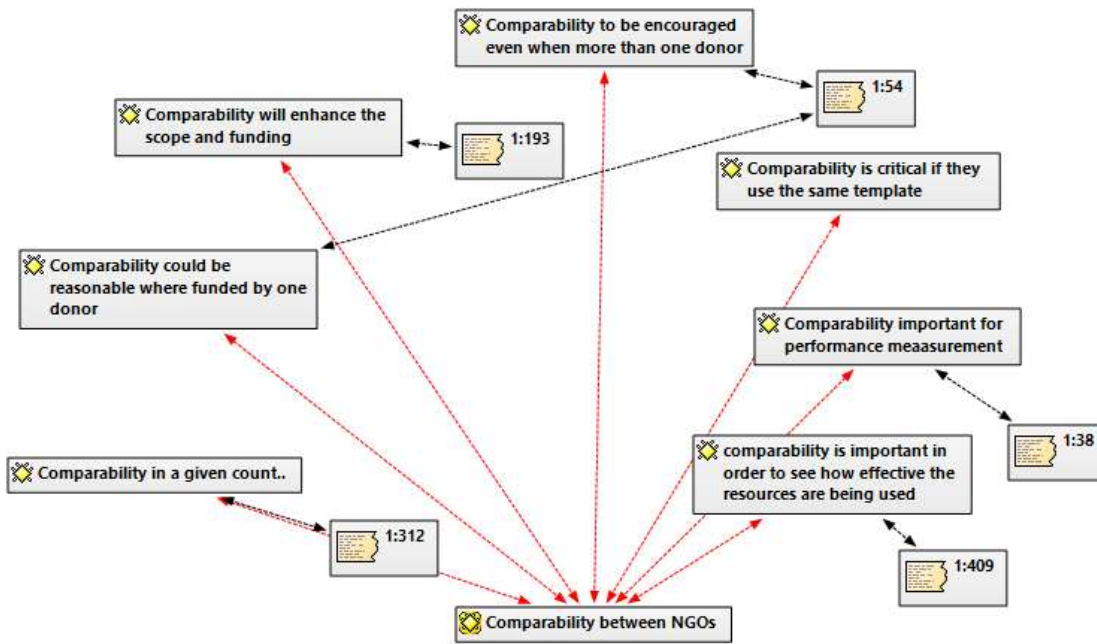 Comparability to be encouraged
even when more than one donor
1:54
Comparability will enhance the
scope and funding
1:193
Comparability is critical if they
use the same template
Comparability could be
reasonable where funded by one
donor
Comparability important for
performance meaasurement
1:38
comparability is important in
order to see how effective the
resources are being used
Comparability in a given count..
1:312
1:409
Comparability between NGOs